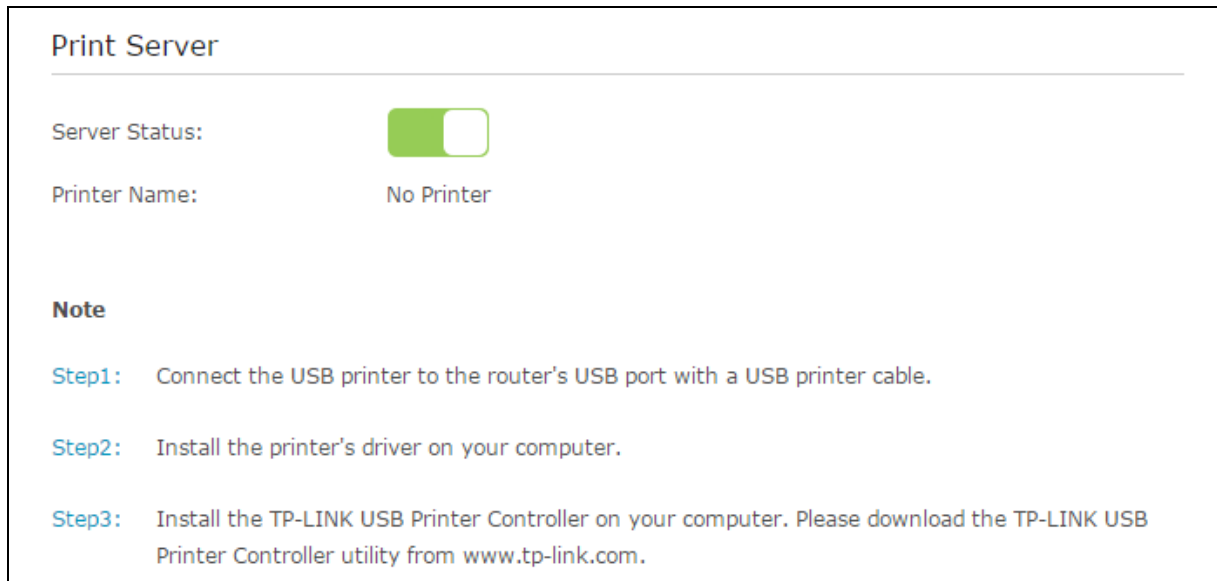 Print Server
Server Status:
Printer Name: No Printer
Note
Step1: Connect the USB printer to the router's USB port with a USB printer cable.
Step2: Install the printer's driver on your computer.
Step3: Install the TP-LINK USB Printer Controller on your computer. Please download the TP-LINK USB
Printer Controller utility from www.tp-link.com.